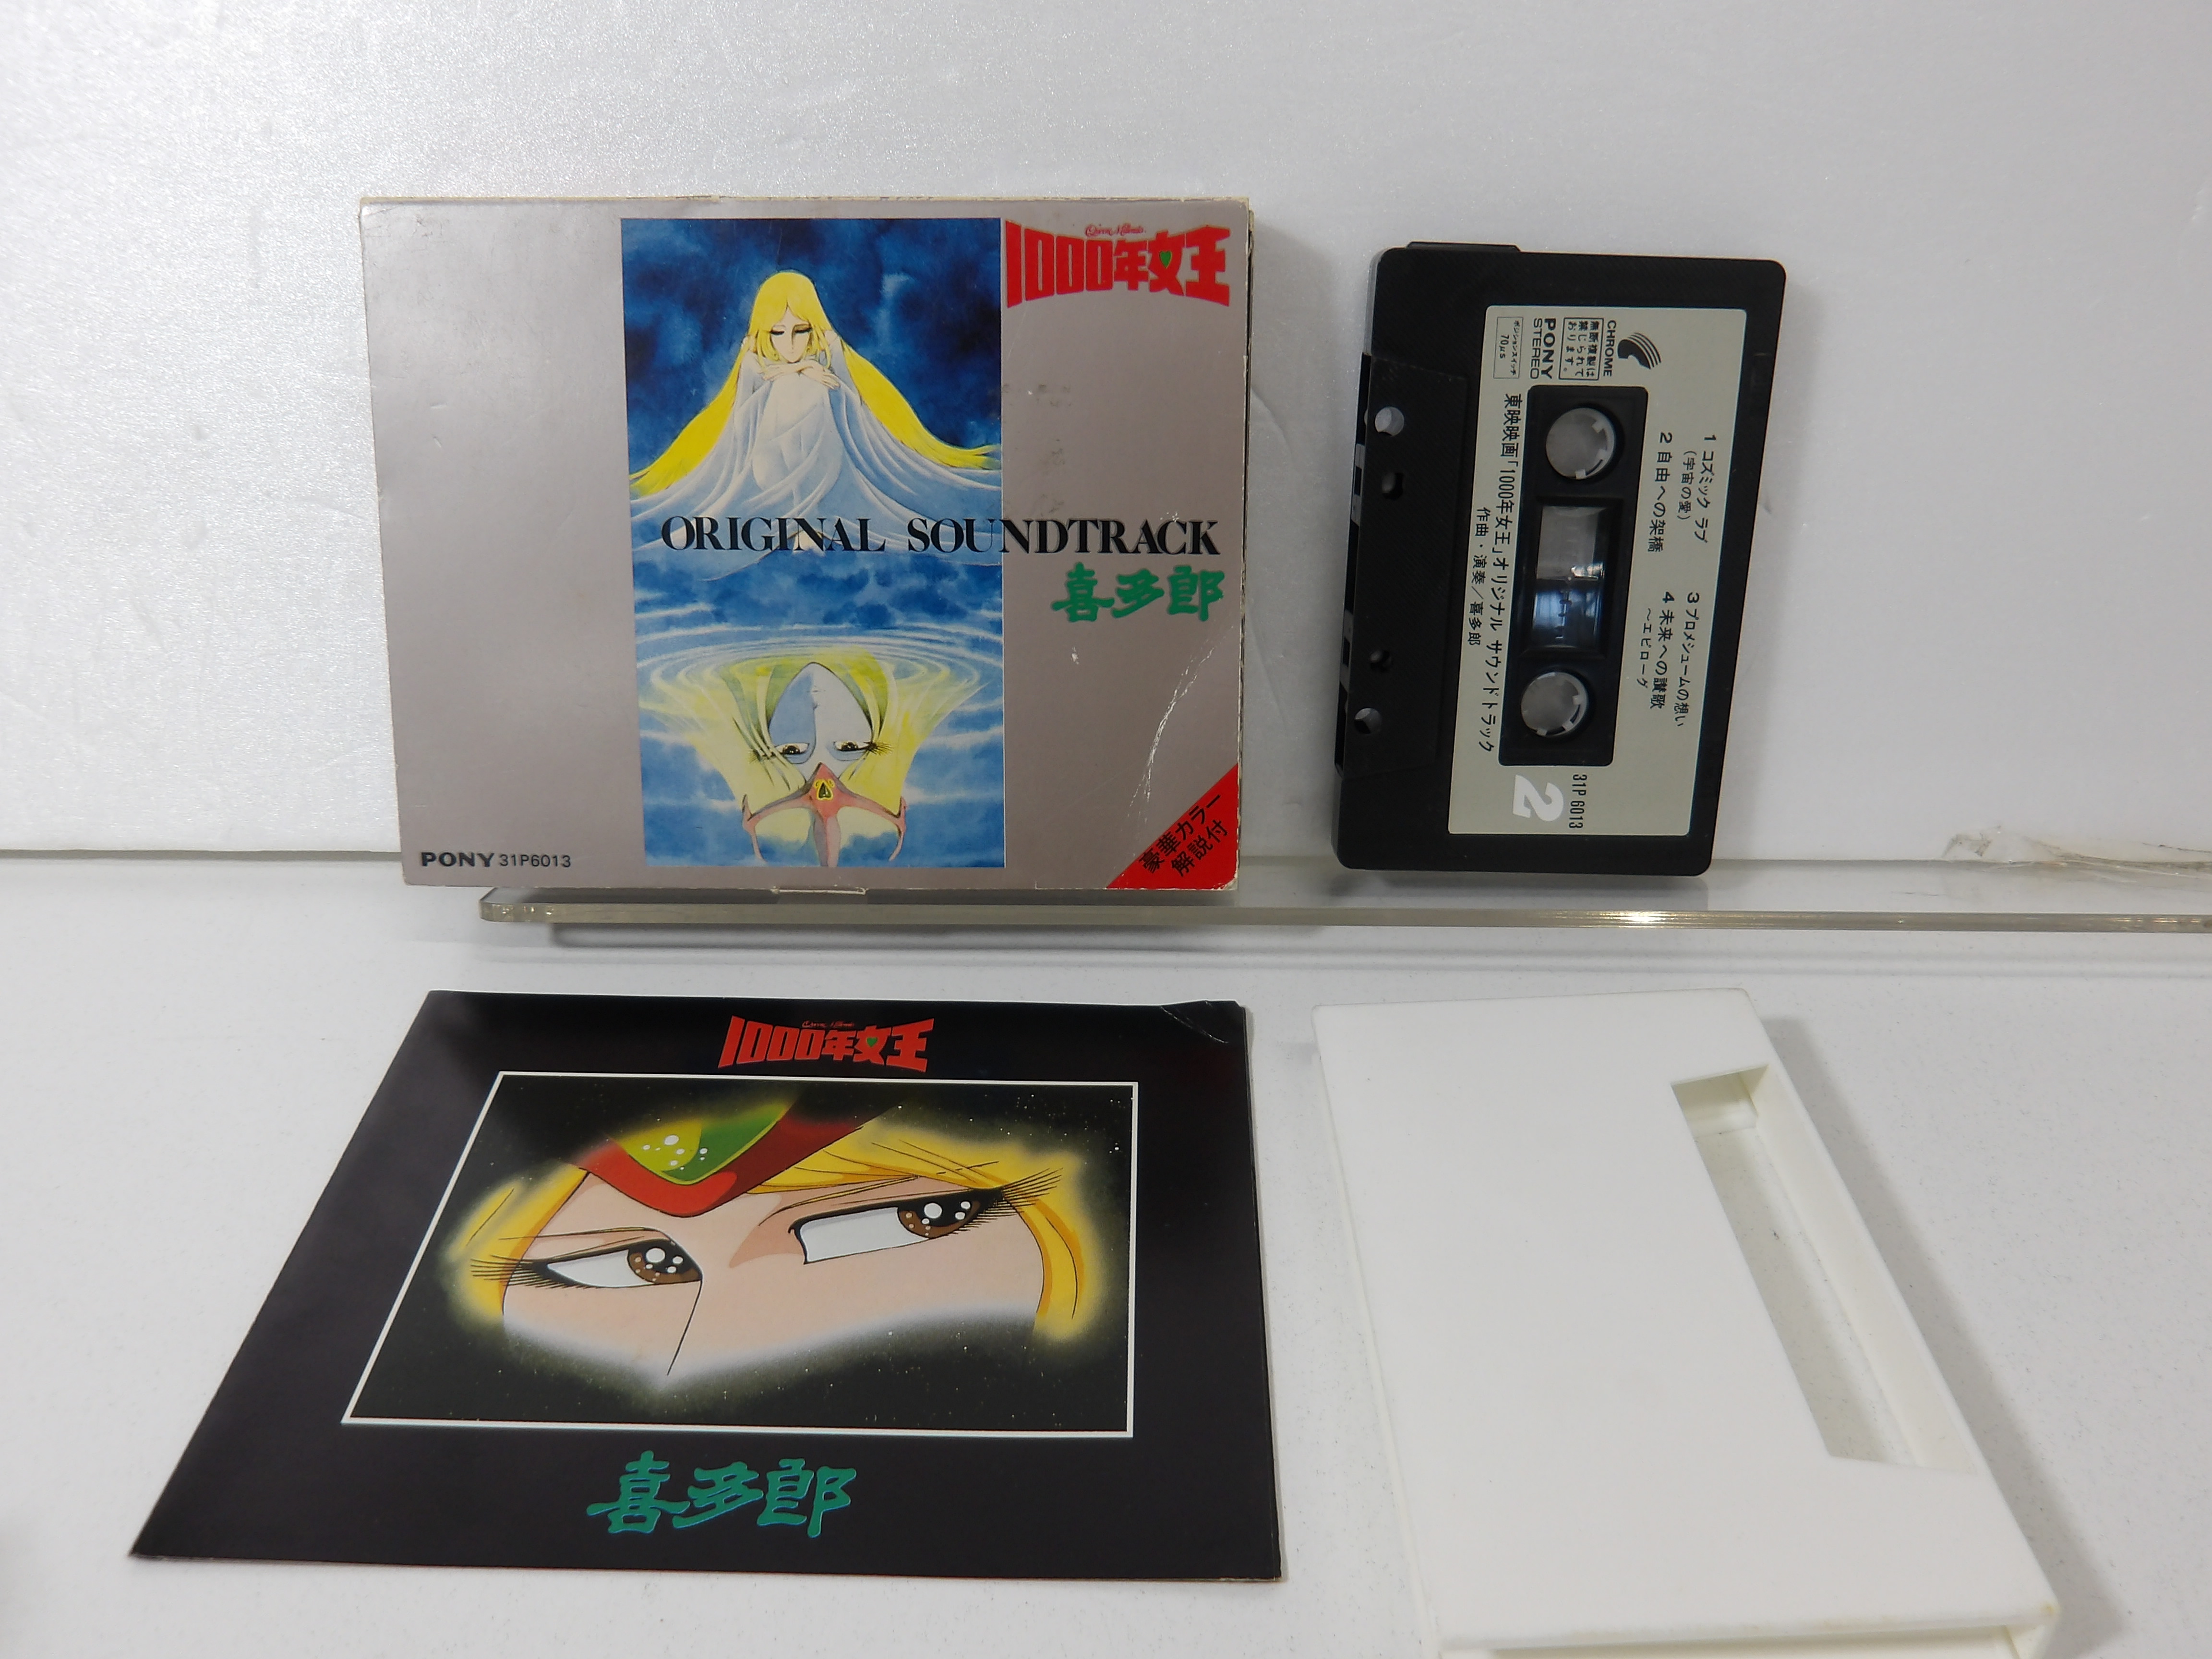 Queen Millennia
1000年女王
ORIGINAL SOUNDTRACK
喜多郎
PONY 31P6013
豪華カラー
解説付
CHROME
無断複製は
禁じられて
おります。
PONY
STEREO
ポジションスイッチ
70μs
1 コズミック ラブ
(宇宙の愛)
2 自由への架橋
3 プロメシュームの想い
4 未来への讃歌
～エピローグ
東映映画「1000年女王」オリジナル サウンドトラック
作曲・演奏／喜多郎
31P 6013
2
1000年女王
喜多郎